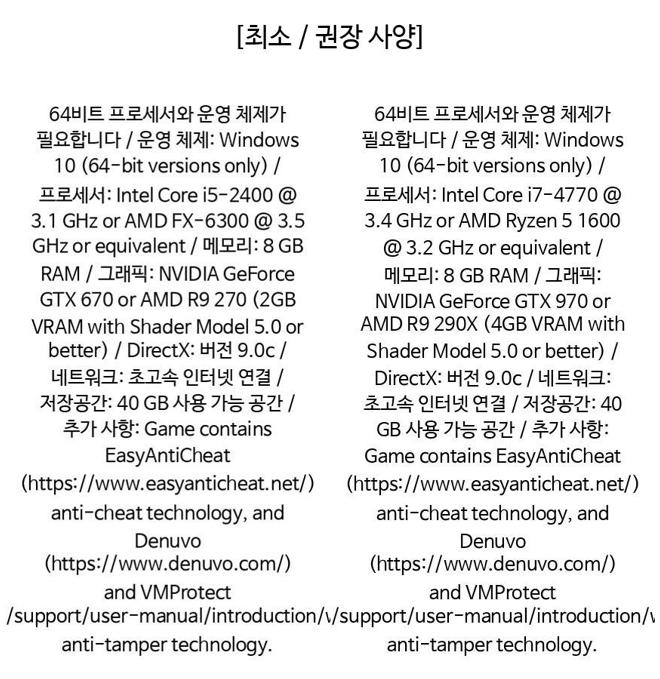 [최소 / 권장 사양]
64비트 프로세서와 운영 체제가
필요합니다 / 운영 체제: Windows
10 (64-bit versions only) /
프로세서: Intel Core i5-2400 @
3.1 GHz or AMD FX-6300 @ 3.5
GHz or equivalent / 메모리: 8 GB
RAM / 그래픽: NVIDIA GeForce
GTX 670 or AMD R9 270 (2GB
VRAM with Shader Model 5.0 or
better) / DirectX: 버전 9.0c /
네트워크: 초고속 인터넷 연결 /
저장공간: 40 GB 사용 가능 공간 /
추가 사항: Game contains
EasyAntiCheat
(https://www.easyanticheat.net/)
anti-cheat technology, and
Denuvo
(https://www.denuvo.com/)
and VMProtect
/support/user-manual/introduction/
anti-tamper technology.
64비트 프로세서와 운영 체제가
필요합니다 / 운영 체제: Windows
10 (64-bit versions only) /
프로세서: Intel Core i7-4770 @
3.4 GHz or AMD Ryzen 5 1600
@ 3.2 GHz or equivalent /
메모리: 8 GB RAM / 그래픽:
NVIDIA GeForce GTX 970 or
AMD R9 290X (4GB VRAM with
Shader Model 5.0 or better) /
DirectX: 버전 9.0c / 네트워크:
초고속 인터넷 연결 / 저장공간: 40
GB 사용 가능 공간 / 추가 사항:
Game contains EasyAntiCheat
(https://www.easyanticheat.net/)
anti-cheat technology, and
Denuvo
(https://www.denuvo.com/)
and VMProtect
/support/user-manual/introduction/
anti-tamper technology.